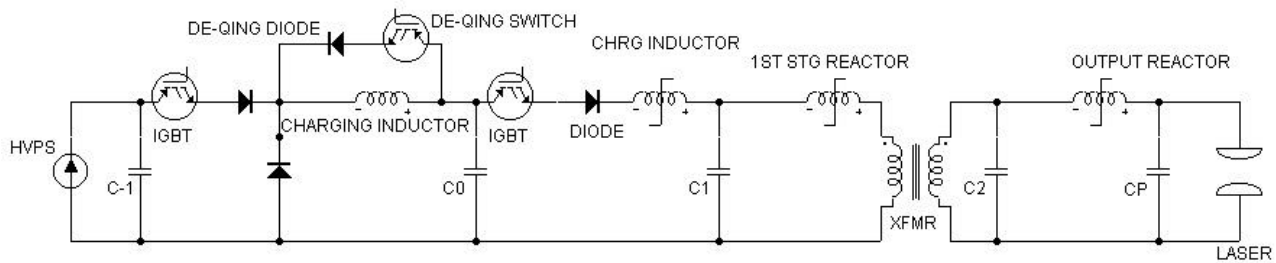 DE-QING SWITCH
DE-QING DIODE
CHRG INDUCTOR
1ST STG REACTOR
OUTPUT REACTOR
- +
- +
- +
- +
IGBT
CHARGING INDUCTOR
IGBT
DIODE
HVPS
C-1
C0
C1
C2
CP
XFMR
LASER